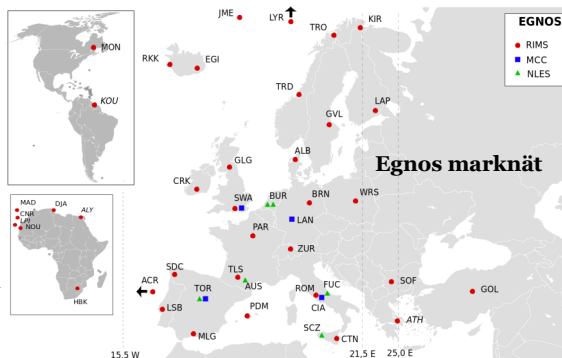 JME
LYR
KIR
TRO
EGNOS
RIMS
MCC
NLES
MON
RKK
EGI
KOU
TRD
LAP
GVL
ALB
GLG
Egnos marknät
CRK
SWA
BUR
BRN
WRS
LAN
PAR
ZUR
MAD
DJA
ALY
CNR
LPI
NOU
HBK
SDC
TLS
ACR
TOR
AUS
ROM
FUC
SOF
GOL
LSB
PDM
CIA
SCZ
ATH
MLG
CTN
15.5 W
21,5 E
25,0 E